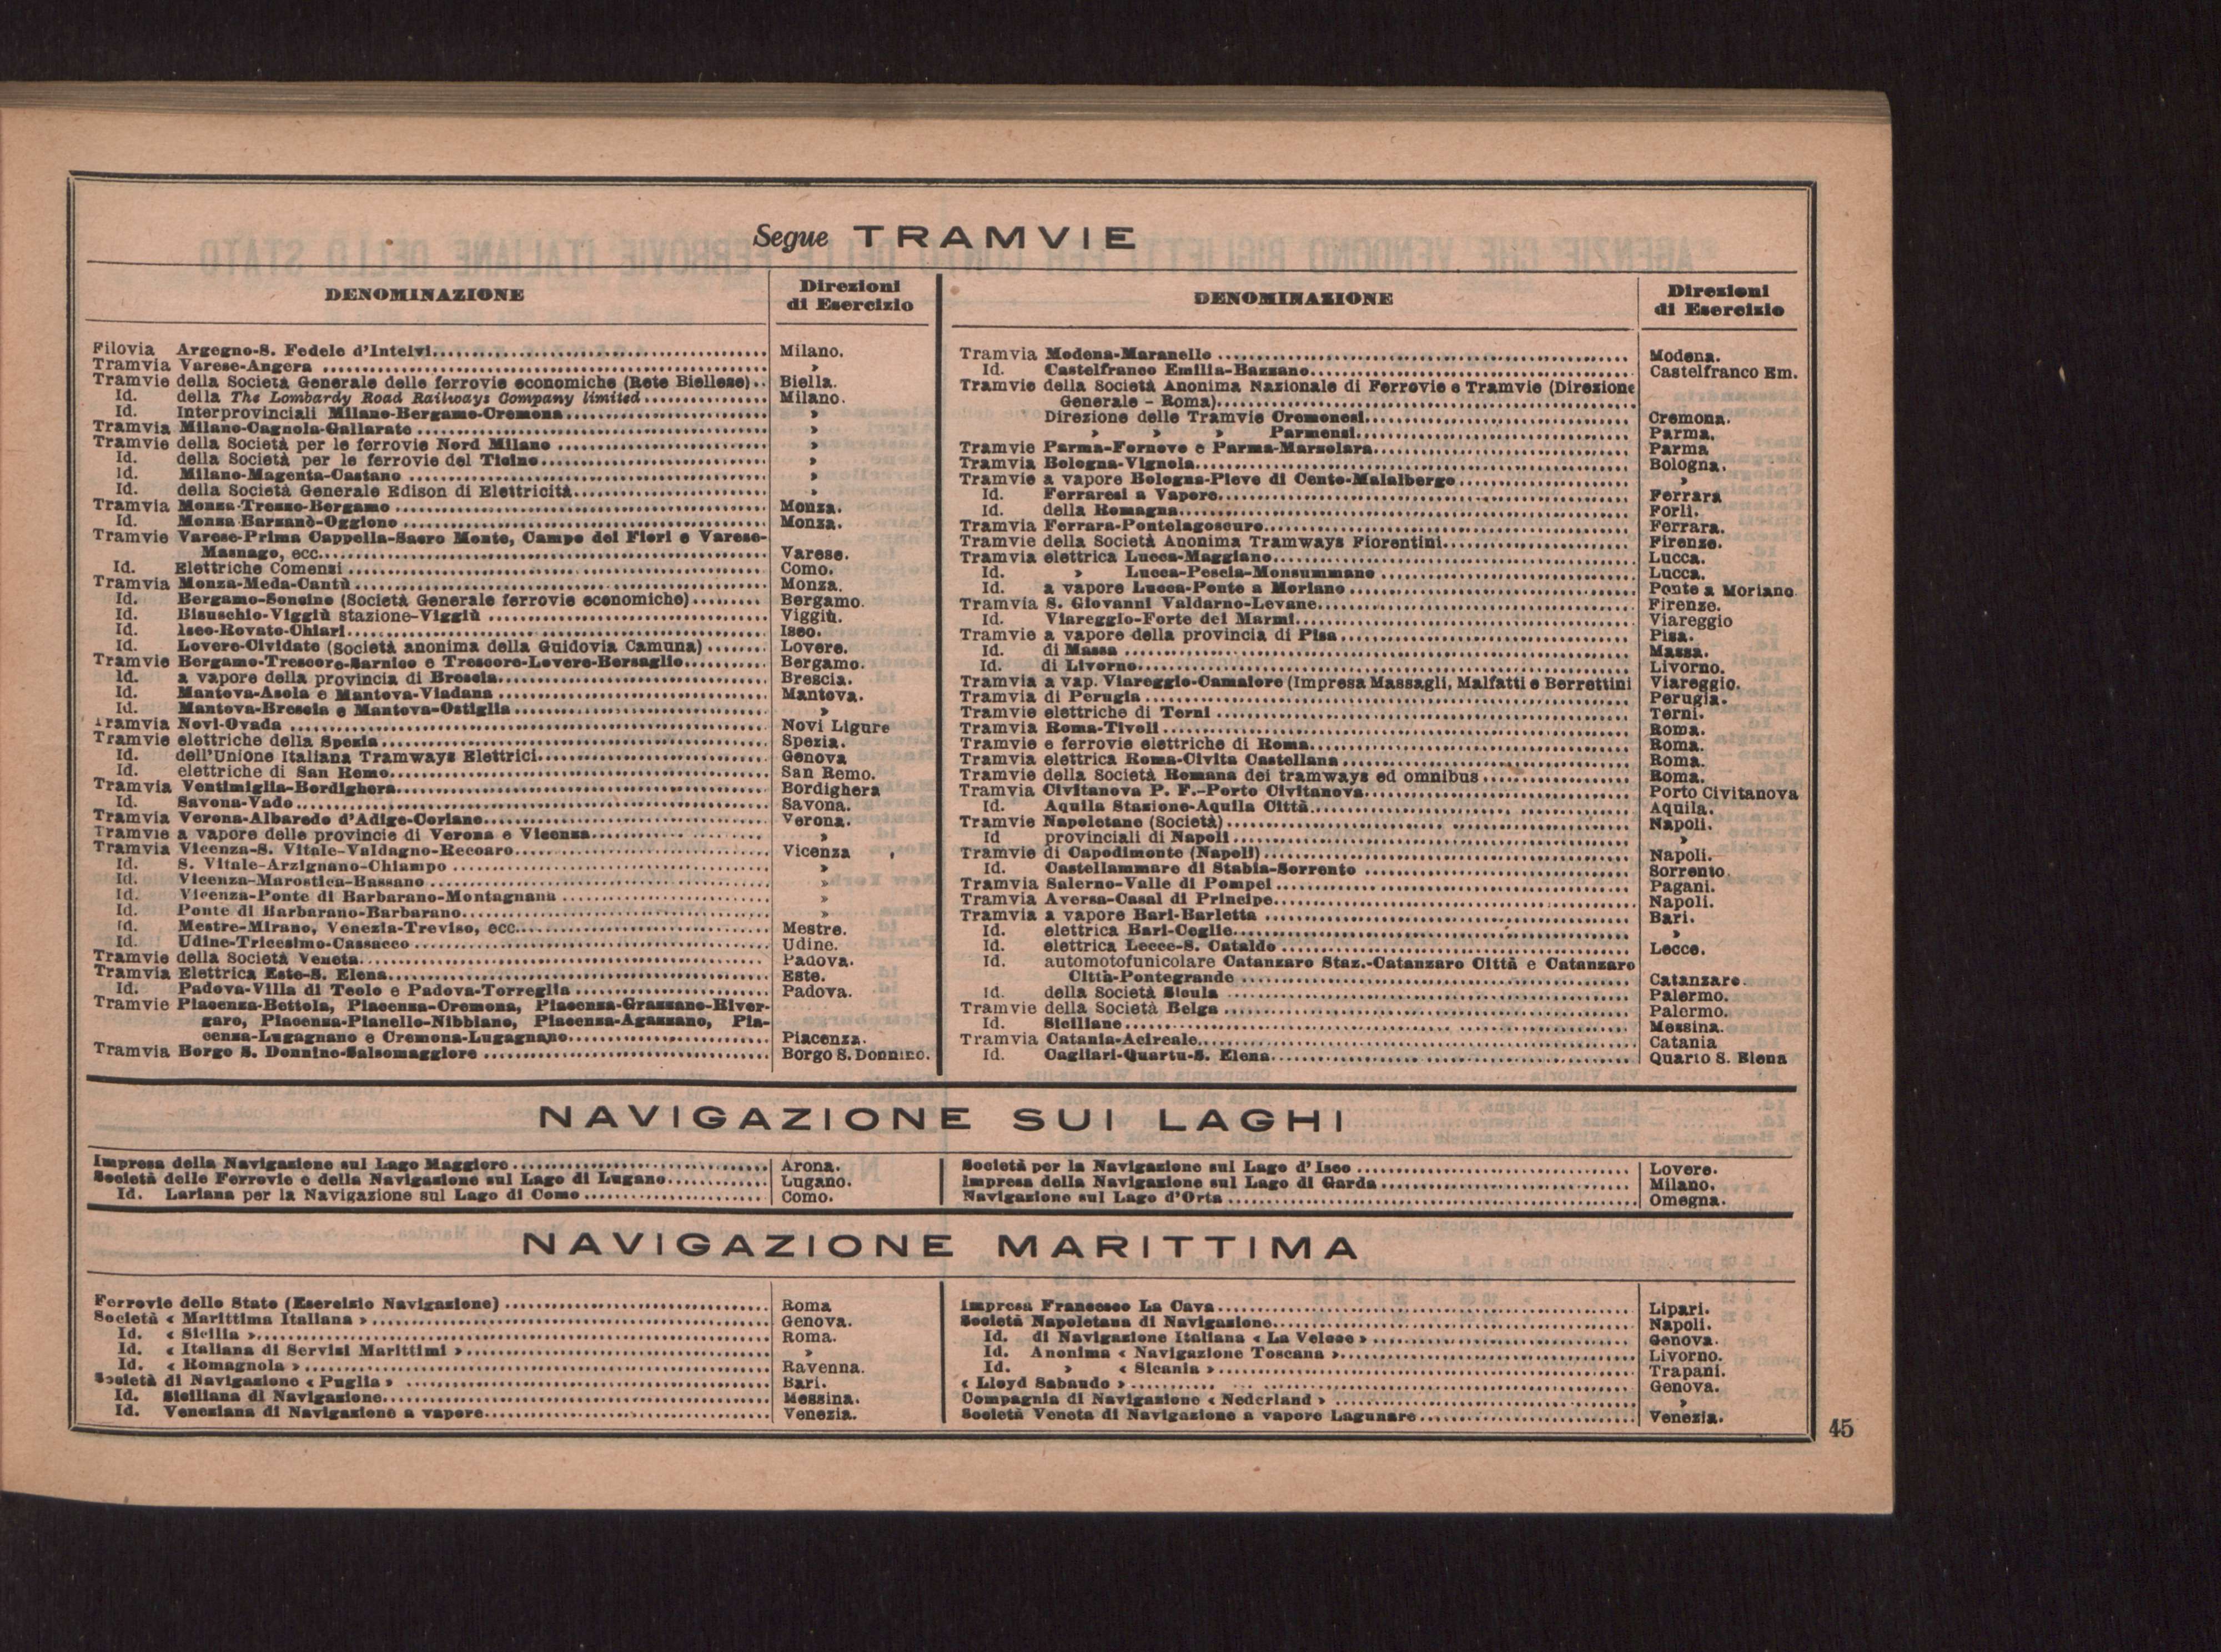 Segue TRAMVIE
DENOMINAZIONE
Direzioni
di Esercizio
Filovia Argegno-S. Fedele d'Intelvi Milano.
Tramvia Varese-Angera »
Tramvie della Società Generale delle ferrovie economiche (Rete Biellese) Biella.
Id. della The Lombardy Road Railways Company limited Milano.
Id. Interprovinciali Milano-Bergamo-Cremona »
Tramvia Milano-Cagnola-Gallarate »
Tramvie della Società per le ferrovie Nord Milano »
Id. della Società per le ferrovie del Ticino »
Id. Milano-Magenta-Castano »
Id. della Società Generale Edison di Elettricità »
Tramvia Monza-Trezzo-Bergamo Monza.
Id. Monza Barzanò-Oggiono Monza.
Tramvie Varese-Prima Cappella-Sacro Monte, Campo dei Fiori e Varese-
Masnago, ecc. Varese.
Id. Elettriche Comensi Como.
Tramvia Monza-Meda-Cantù Monza.
Id. Bergamo-Soncino (Società Generale ferrovie economiche) Bergamo.
Id. Bisuschio-Viggiù stazione-Viggiù Viggiù.
Id. Iseo-Rovato-Chiari Iseo.
Id. Lovere-Cividate (Società anonima della Guidovia Camuna) Lovere.
Tramvie Bergamo-Trescore-Sarnico e Trescore-Lovere-Bersaglio Bergamo.
Id. a vapore della provincia di Brescia Brescia.
Id. Mantova-Asola e Mantova-Viadana Mantova.
Id. Mantova-Brescia e Mantova-Ostiglia »
Tramvia Novi-Ovada Novi Ligure
Tramvie elettriche della Spezia Spezia.
Id. dell'Unione Italiana Tramways Elettrici Genova
Id. elettriche di San Remo San Remo.
Tramvia Ventimiglia-Bordighera Bordighera
Id. Savona-Vado Savona.
Tramvia Verona-Albaredo d'Adige-Coriano Verona.
Tramvie a vapore delle provincie di Verona e Vicenza »
Tramvia Vicenza-S. Vitale-Valdagno-Recoaro Vicenza
Id. S. Vitale-Arzignano-Chiampo »
Id. Vicenza-Marostica-Bassano »
Id. Vicenza-Ponte di Barbarano-Montagnana »
Id. Ponte di Barbarano-Barbarano »
Id. Mestre-Mirano, Venezia-Treviso, ecc. Mestre.
Id. Udine-Tricesimo-Cassacco Udine.
Tramvie della Società Veneta Padova.
Tramvia Elettrica Este-S. Elena Este.
Id. Padova-Villa di Teolo e Padova-Torreglia Padova.
Tramvie Piacenza-Bettola, Piacenza-Cremona, Piacenza-Grazzano-River-
garo, Piacenza-Pianello-Nibbiano, Piacenza-Agazzano, Pia-
cenza-Lugagnano e Cremona-Lugagnano Piacenza.
Tramvia Borgo S. Donnino-Salsomaggiore Borgo S. Donnino.
DENOMINAZIONE
Direzioni
di Esercizio
Tramvia Modena-Maranello Modena.
Id. Castelfranco Emilia-Bazzano Castelfranco Em.
Tramvie della Società Anonima Nazionale di Ferrovie e Tramvie (Direzione
Generale - Roma)
Direzione delle Tramvie Cremonesi Cremona.
» » » Parmensi Parma.
Tramvie Parma-Fornovo e Parma-Marzolara Parma
Tramvia Bologna-Vignola Bologna.
Tramvie a vapore Bologna-Pieve di Cento-Malalbergo »
Id. Ferraresi a Vapore Ferrara
Id. della Romagna Forlì.
Tramvia Ferrara-Pontelagoscuro Ferrara.
Tramvie della Società Anonima Tramways Fiorentini Firenze.
Tramvia elettrica Lucca-Maggiano Lucca.
Id. » Lucca-Pescia-Monsummano Lucca.
Id. a vapore Lucca-Ponte a Moriano Ponte a Moriano
Tramvia S. Giovanni Valdarno-Levane Firenze.
Id. Viareggio-Forte dei Marmi Viareggio
Tramvie a vapore della provincia di Pisa Pisa.
Id. di Massa Massa.
Id. di Livorno Livorno.
Tramvia a vap. Viareggio-Camaiore (Impresa Massagli, Malfatti e Berrettini Viareggio.
Tramvia di Perugia Perugia.
Tramvie elettriche di Terni Terni.
Tramvia Roma-Tivoli Roma.
Tramvie e ferrovie elettriche di Roma Roma.
Tramvia elettrica Roma-Civita Castellana Roma.
Tramvie della Società Romana dei tramways ed omnibus Roma.
Tramvia Civitanova P. F.-Porto Civitanova Porto Civitanova
Id. Aquila Stazione-Aquila Città Aquila.
Tramvie Napoletane (Società) Napoli.
Id provinciali di Napoli »
Tramvie di Capodimonte (Napoli) Napoli.
Id. Castellammare di Stabia-Sorrento Sorrento
Tramvia Salerno-Valle di Pompei Pagani.
Tramvia Aversa-Casal di Principe Napoli.
Tramvia a vapore Bari-Barletta Bari.
Id. elettrica Bari-Ceglie »
Id. elettrica Lecce-S. Cataldo Lecce.
Id. automotofunicolare Catanzaro Staz.-Catanzaro Città e Catanzaro
Città-Pontegrande Catanzaro.
Id. della Società Sicula Palermo.
Tramvie della Società Belga Palermo.
Id. Siciliane Messina.
Tramvia Catania-Acireale Catania
Id. Cagliari-Quartu-S. Elena Quarto S. Elena
NAVIGAZIONE SUI LAGHI
Impresa della Navigazione sul Lago Maggiore Arona.
Società delle Ferrovie e della Navigazione sul Lago di Lugano Lugano.
Id. Lariana per la Navigazione sul Lago di Como Como.
Società per la Navigazione sul Lago d'Iseo Lovere.
Impresa della Navigazione sul Lago di Garda Milano.
Navigazione sul Lago d'Orta Omegna.
NAVIGAZIONE MARITTIMA
Ferrovie dello Stato (Esercizio Navigazione) Roma
Società « Marittima Italiana » Genova.
Id. « Sicilia » Roma.
Id. « Italiana di Servizi Marittimi » »
Id. « Romagnola » Ravenna.
Società di Navigazione « Puglia » Bari.
Id. Siciliana di Navigazione Messina.
Id. Veneziana di Navigazione a vapore Venezia.
Impresa Francesco La Cava Lipari.
Società Napoletana di Navigazione Napoli.
Id. di Navigazione Italiana « La Veloce » Genova.
Id. Anonima « Navigazione Toscana » Livorno.
Id. » « Sicania » Trapani.
« Lloyd Sabaudo » Genova.
Compagnia di Navigazione « Nederland » »
Società Veneta di Navigazione a vapore Lagunare Venezia.
45